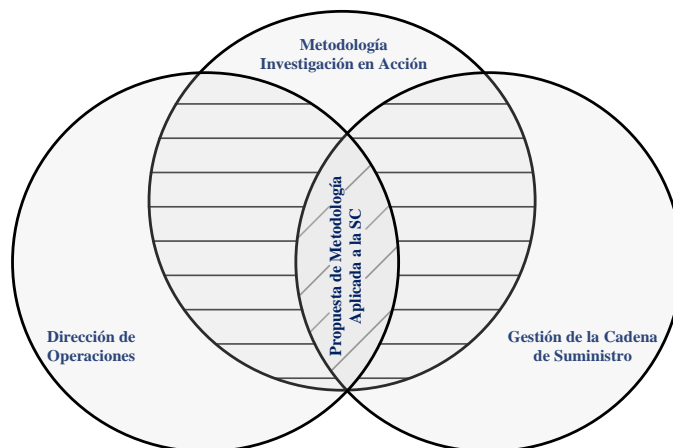 Metodología
Investigación en Acción
Propuesta de Metodología
Aplicada a la SC
Dirección de
Operaciones
Gestión de la Cadena
de Suministro